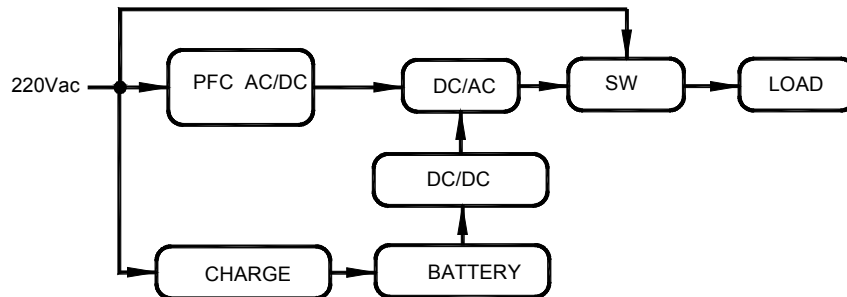 220Vac
PFC AC/DC
DC/AC
SW
LOAD
DC/DC
CHARGE
BATTERY